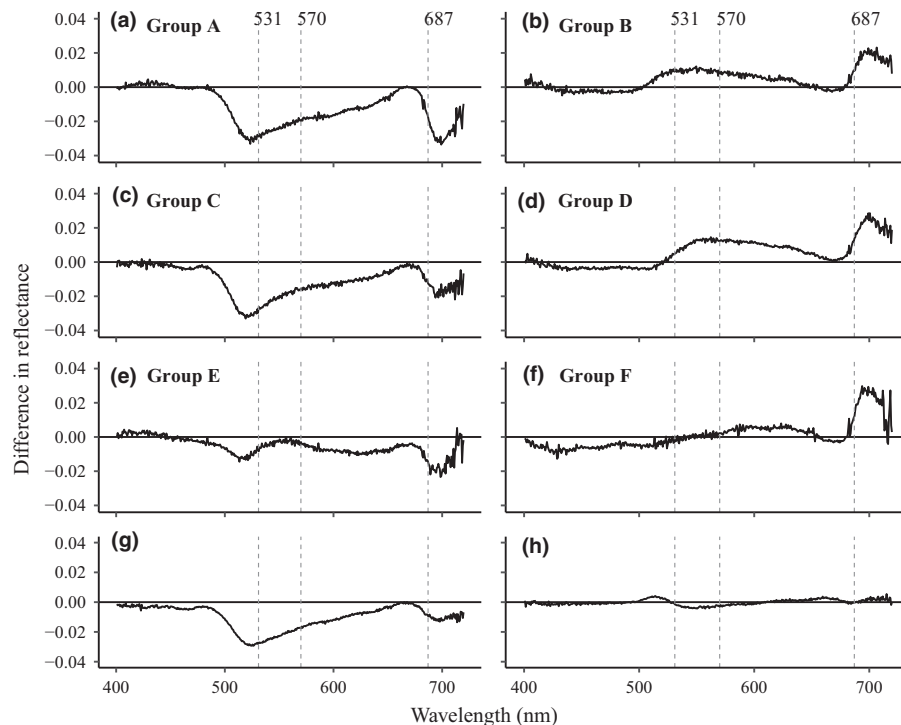 (a) Group A 531 570 687
(b) Group B 531 570 687
0.04
0.02
0.00
−0.02
−0.04
(c) Group C
(d) Group D
0.04
0.02
0.00
−0.02
−0.04
(e) Group E
(f) Group F
0.04
0.02
0.00
−0.02
−0.04
(g)
(h)
0.04
0.02
0.00
−0.02
−0.04
400 500 600 700
400 500 600 700
Difference in reflectance
Wavelength (nm)